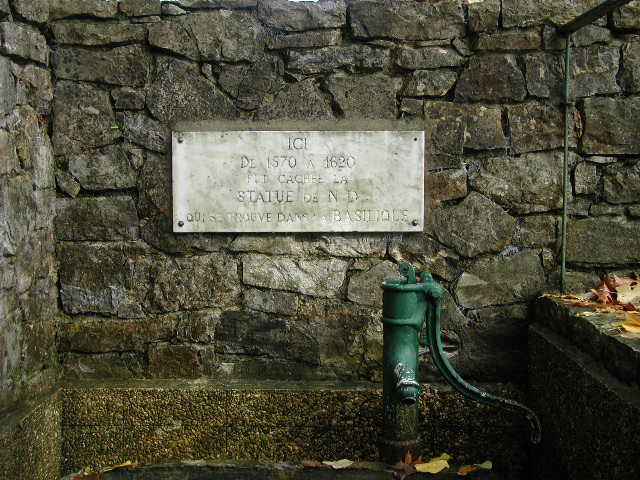 ICI
DE 1570 A 1620
FUT CACHEE LA
STATUE DE N.D.
QUI SE TROUVE DANS LA BASILIQUE